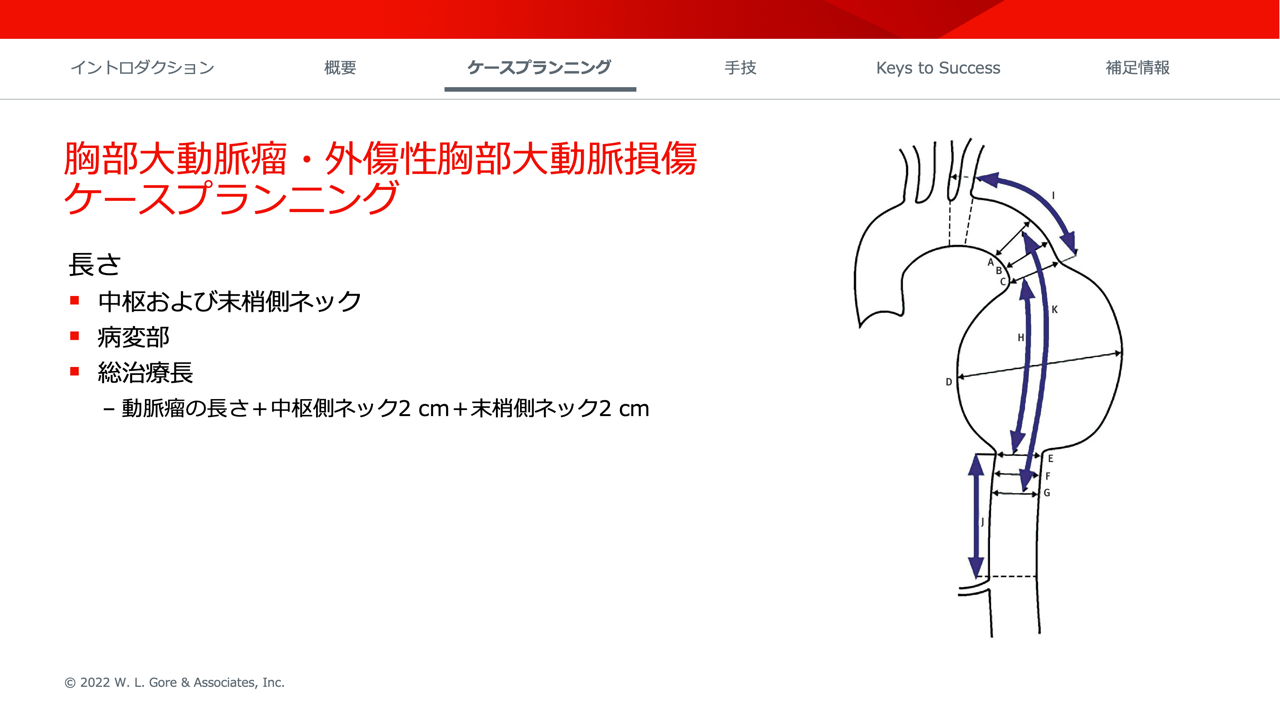 イントロダクション
概要
ケースプランニング
手技
Keys to Success
補足情報
胸部大動脈瘤・外傷性胸部大動脈損傷
ケースプランニング
長さ
中枢および末梢側ネック
病変部
総治療長
– 動脈瘤の長さ＋中枢側ネック2 cm＋末梢側ネック2 cm
I
A
B
C
K
H
D
E
F
G
J
© 2022 W. L. Gore & Associates, Inc.